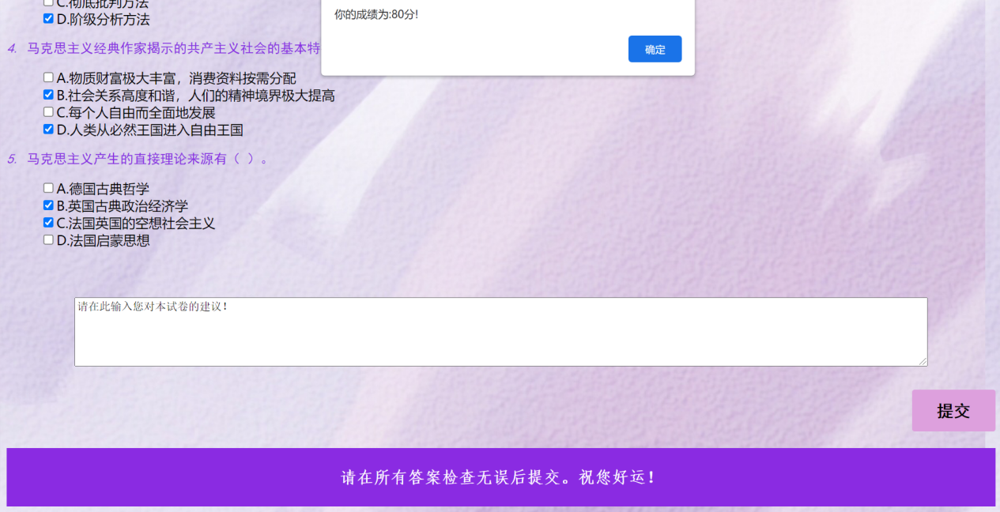 C.彻底批判方法
你的成绩为:80分!
D.阶级分析方法
确定
4. 马克思主义经典作家揭示的共产主义社会的基本特
A.物质财富极大丰富，消费资料按需分配
B.社会关系高度和谐，人们的精神境界极大提高
C.每个人自由而全面地发展
D.人类从必然王国进入自由王国
5. 马克思主义产生的直接理论来源有（ ）。
A.德国古典哲学
B.英国古典政治经济学
C.法国英国的空想社会主义
D.法国启蒙思想
请在此输入您对本试卷的建议！
提交
请在所有答案检查无误后提交。祝您好运！